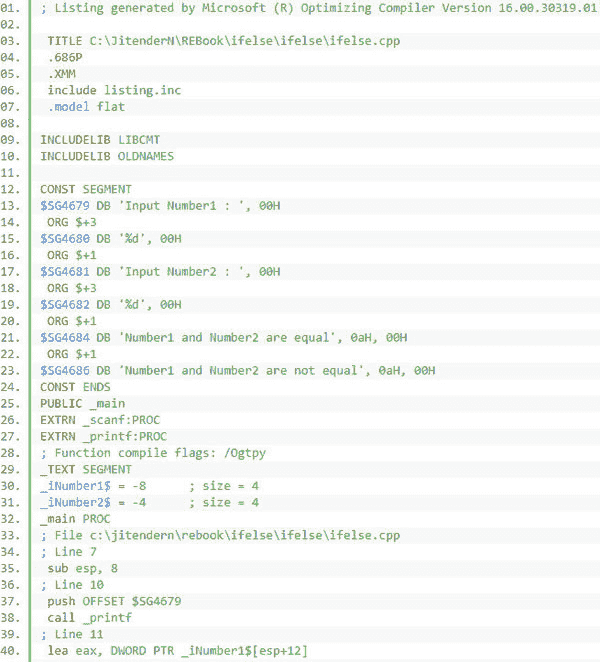 01. ; Listing generated by Microsoft (R) Optimizing Compiler Version 16.00.30319.01
02.
03. TITLE C:\JitenderN\REBook\ifelse\ifelse\ifelse.cpp
04. .686P
05. .XMM
06. include listing.inc
07. .model flat
08.
09. INCLUDELIB LIBCMT
10. INCLUDELIB OLDNAMES
11.
12. CONST SEGMENT
13. $SG4679 DB 'Input Number1 : ', 00H
14. ORG $+3
15. $SG4680 DB '%d', 00H
16. ORG $+1
17. $SG4681 DB 'Input Number2 : ', 00H
18. ORG $+3
19. $SG4682 DB '%d', 00H
20. ORG $+1
21. $SG4684 DB 'Number1 and Number2 are equal', 0aH, 00H
22. ORG $+1
23. $SG4686 DB 'Number1 and Number2 are not equal', 0aH, 00H
24. CONST ENDS
25. PUBLIC _main
26. EXTRN _scanf:PROC
27. EXTRN _printf:PROC
28. ; Function compile flags: /Ogtpy
29. _TEXT SEGMENT
30. _iNumber1$ = -8 ; size = 4
31. _iNumber2$ = -4 ; size = 4
32. _main PROC
33. ; File c:\jitendern\rebook\ifelse\ifelse\ifelse.cpp
34. ; Line 7
35. sub esp, 8
36. ; Line 10
37. push OFFSET $SG4679
38. call _printf
39. ; Line 11
40. lea eax, DWORD PTR _iNumber1$[esp+12]